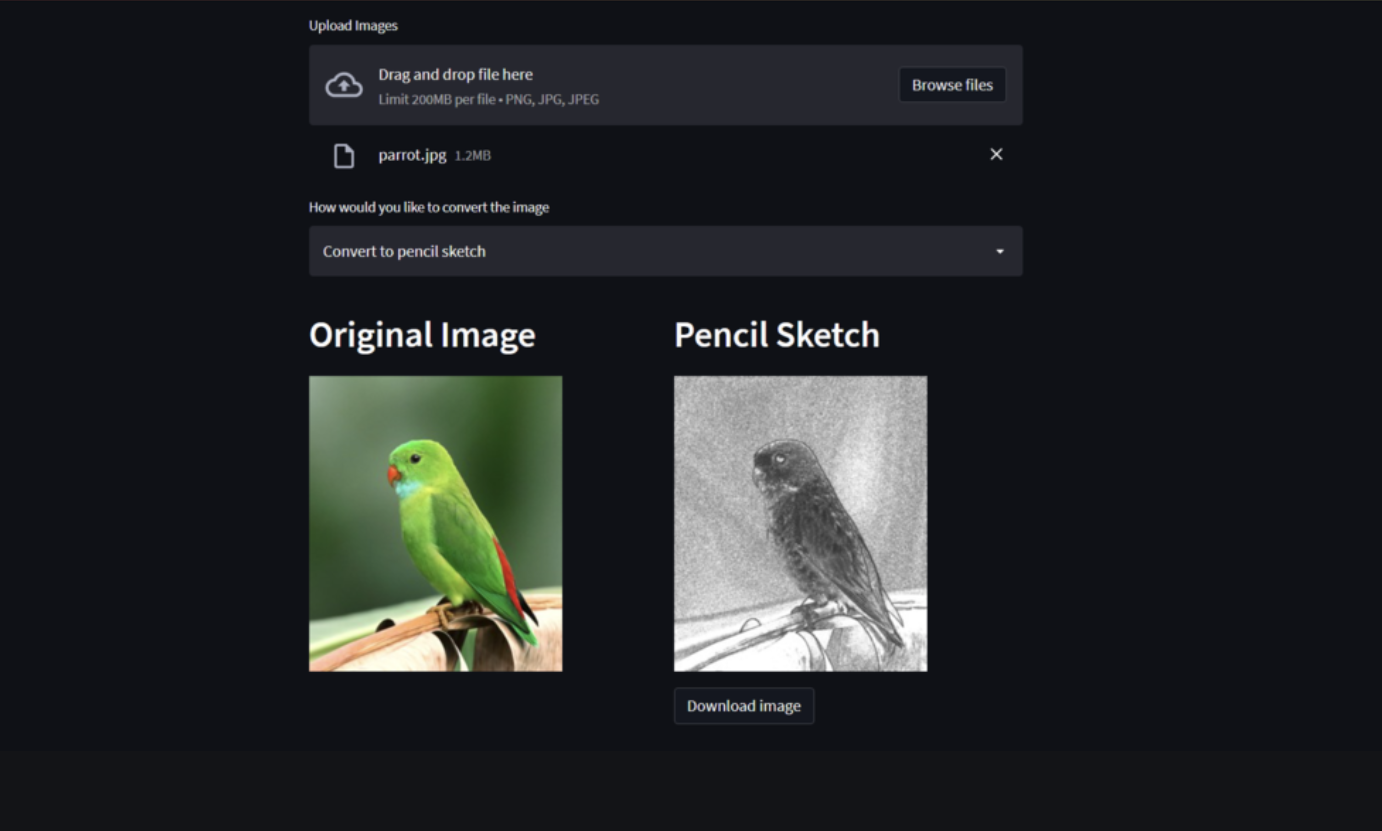 Upload Images
Drag and drop file here
Limit 200MB per file • PNG, JPG, JPEG
Browse files
parrot.jpg 1.2MB
How would you like to convert the image
Convert to pencil sketch
Original Image
Pencil Sketch
Download image